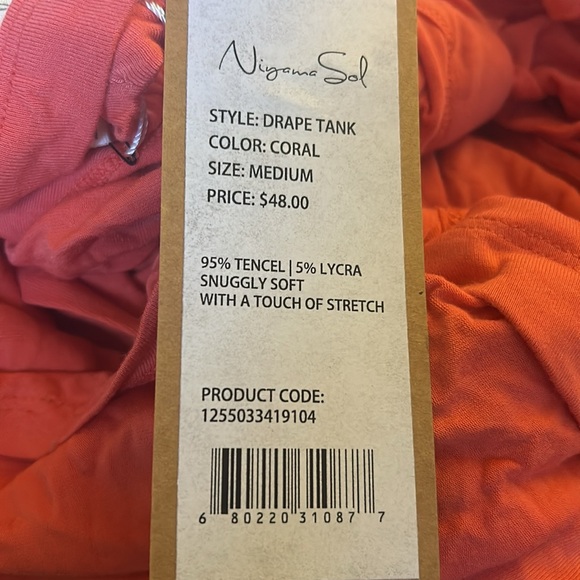 Niyama Sol
STYLE: DRAPE TANK
COLOR: CORAL
SIZE: MEDIUM
PRICE: $48.00
95% TENCEL | 5% LYCRA
SNUGGLY SOFT
WITH A TOUCH OF STRETCH
PRODUCT CODE:
1255033419104
6 80220 31087 7